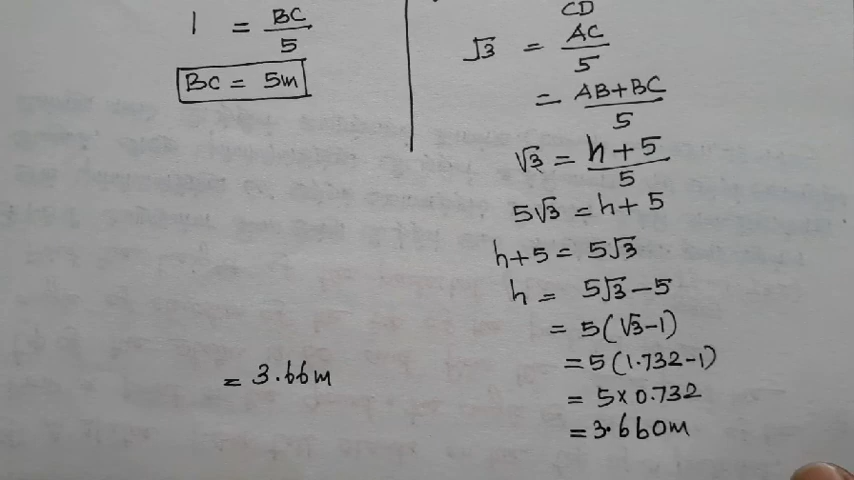 1 = BC/5
BC = 5m
CD
√3 = AC/5
= AB+BC/5
√3 = h+5/5
5√3 = h+5
h+5 = 5√3
h = 5√3-5
= 5(√3-1)
= 5(1.732-1)
= 5×0.732
= 3.660m
= 3.66m